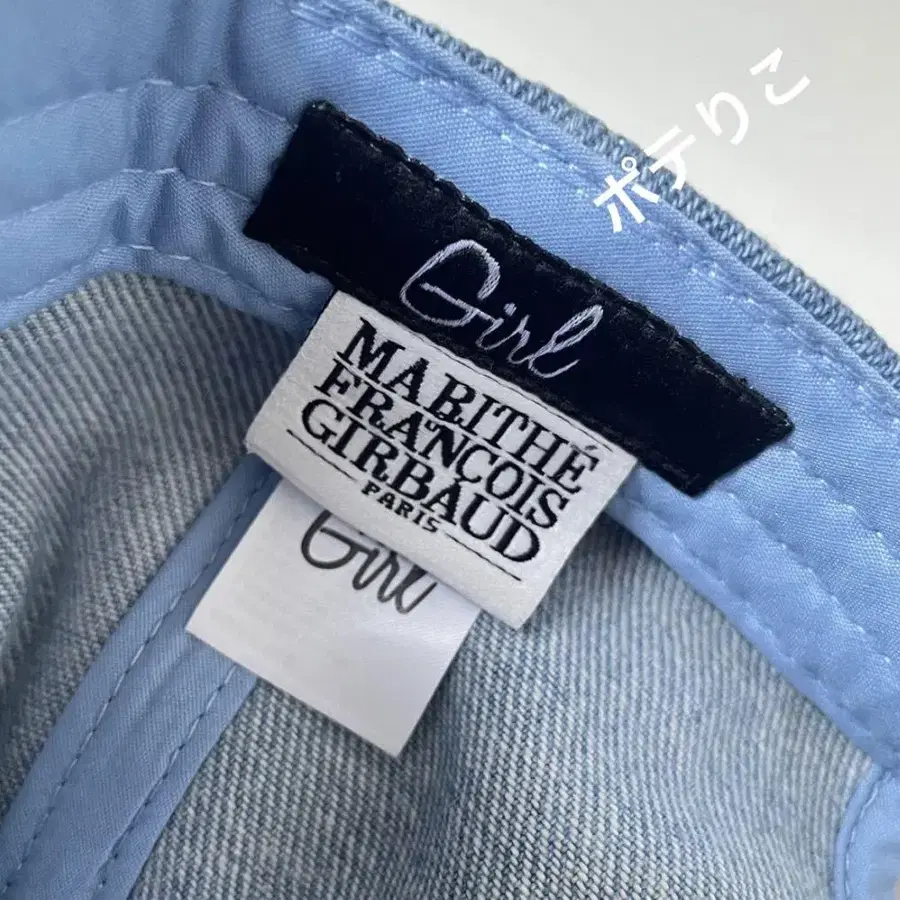 ポテりこ
Girl
MARITHÉ
FRANÇOIS
GIRBAUD
PARIS
Girl